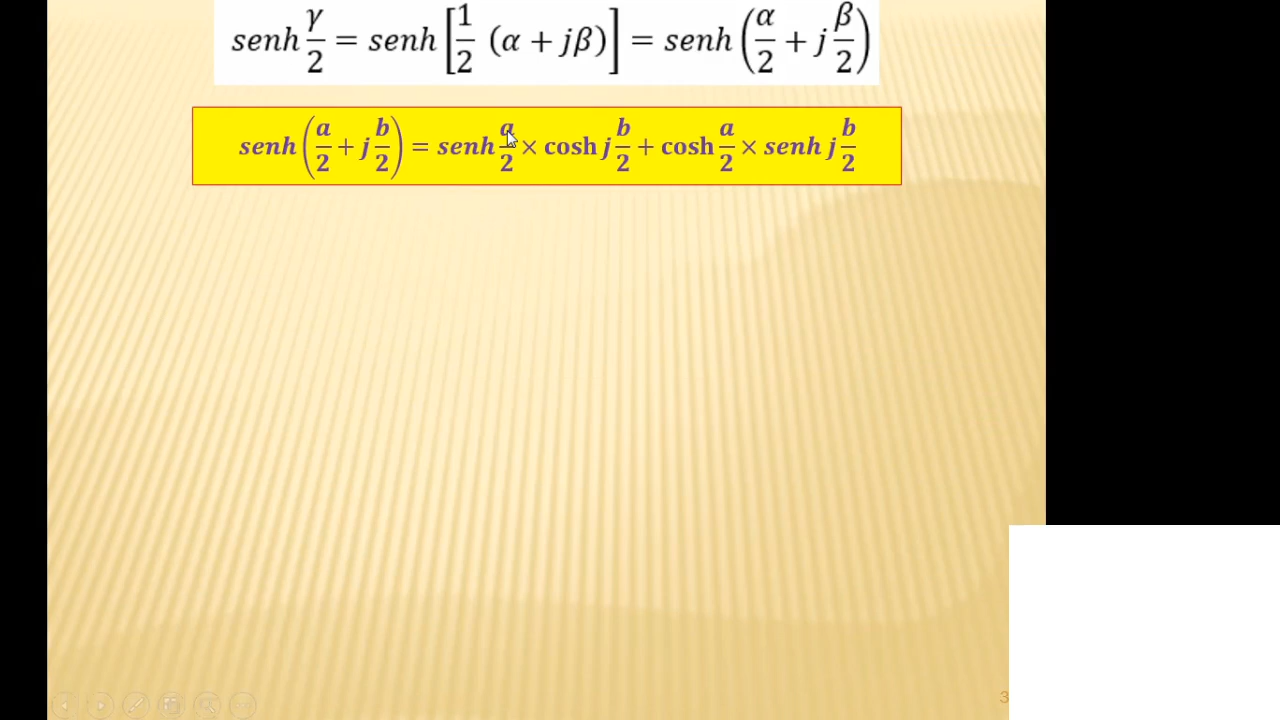 senh γ/2 = senh [1/2 (α + jβ)] = senh (α/2 + j β/2)
senh (a/2 + j b/2) = senh a/2 × cosh j b/2 + cosh a/2 × senh j b/2
3